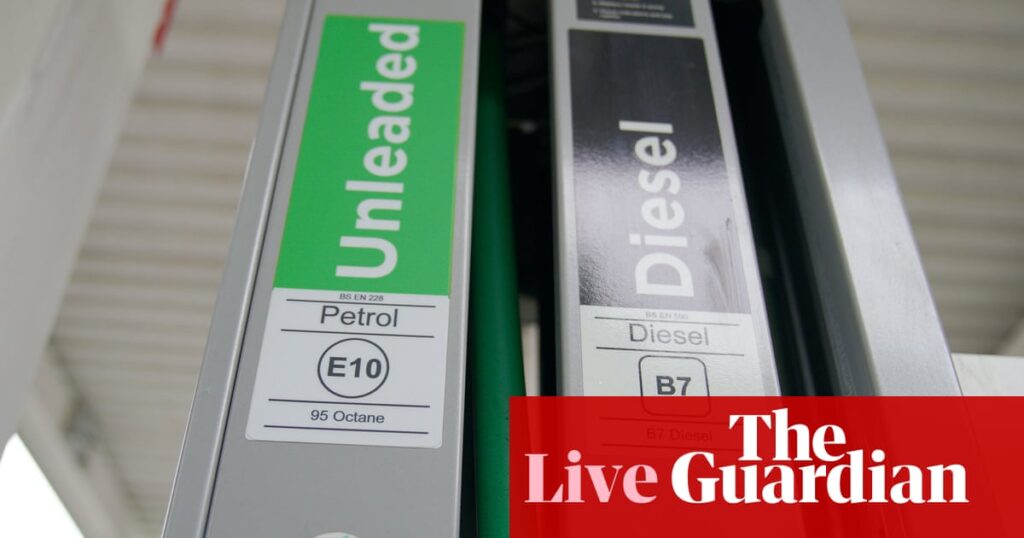 Unleaded
BS EN 228
Petrol
E10
95 Octane
Diesel
BS EN 590
Diesel
B7
B7 Diesel
The
Live Guardian